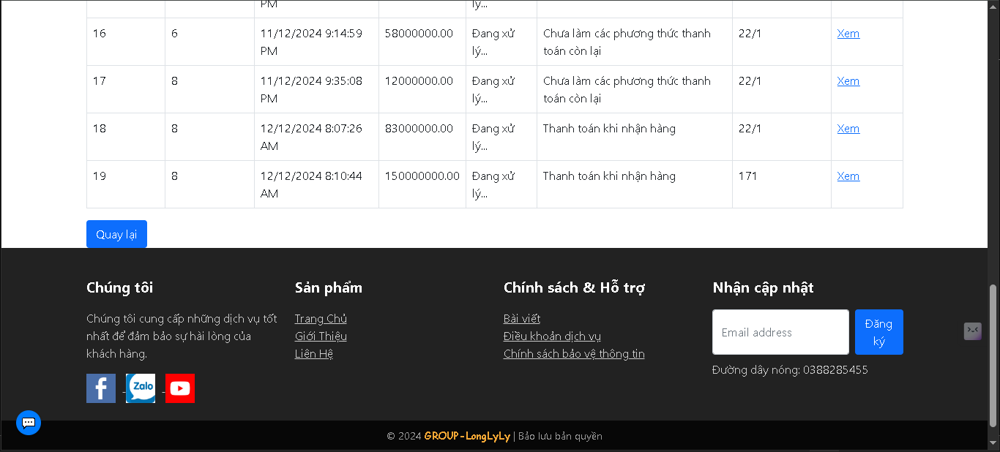 PM lý...
16 6 11/12/2024 9:14:59 58000000.00 Đang xử Chưa làm các phương thức thanh 22/1 Xem
PM lý... toán còn lại
17 8 11/12/2024 9:35:08 12000000.00 Đang xử Chưa làm các phương thức thanh 22/1 Xem
PM lý... toán còn lại
18 8 12/12/2024 8:07:26 83000000.00 Đang xử Thanh toán khi nhận hàng 22/1 Xem
AM lý...
19 8 12/12/2024 8:10:44 150000000.00 Đang xử Thanh toán khi nhận hàng 171 Xem
AM lý...
Quay lại
Chúng tôi
Chúng tôi cung cấp những dịch vụ tốt
nhất để đảm bảo sự hài lòng của
khách hàng.
f Zalo
Sản phẩm
Trang Chủ
Giới Thiệu
Liên Hệ
Chính sách & Hỗ trợ
Bài viết
Điều khoản dịch vụ
Chính sách bảo vệ thông tin
Nhận cập nhật
Email address
Đăng
ký
Đường dây nóng: 0388285455
© 2024 GROUP-LongLyLy | Bảo lưu bản quyền